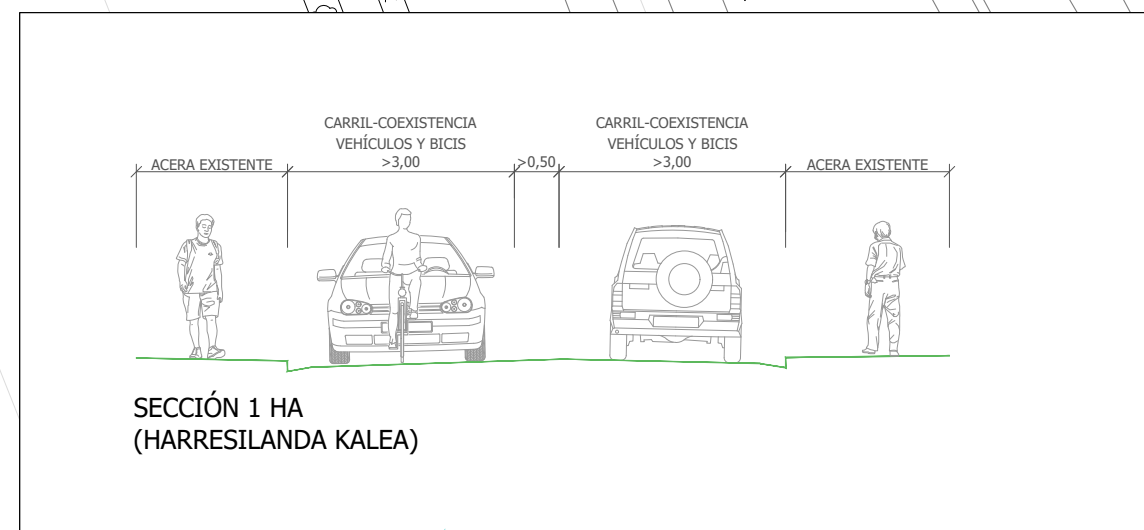 CARRIL-COEXISTENCIA
VEHÍCULOS Y BICIS
>3,00
CARRIL-COEXISTENCIA
VEHÍCULOS Y BICIS
>3,00
ACERA EXISTENTE
>0,50
ACERA EXISTENTE
SECCIÓN 1 HA
(HARRESILANDA KALEA)